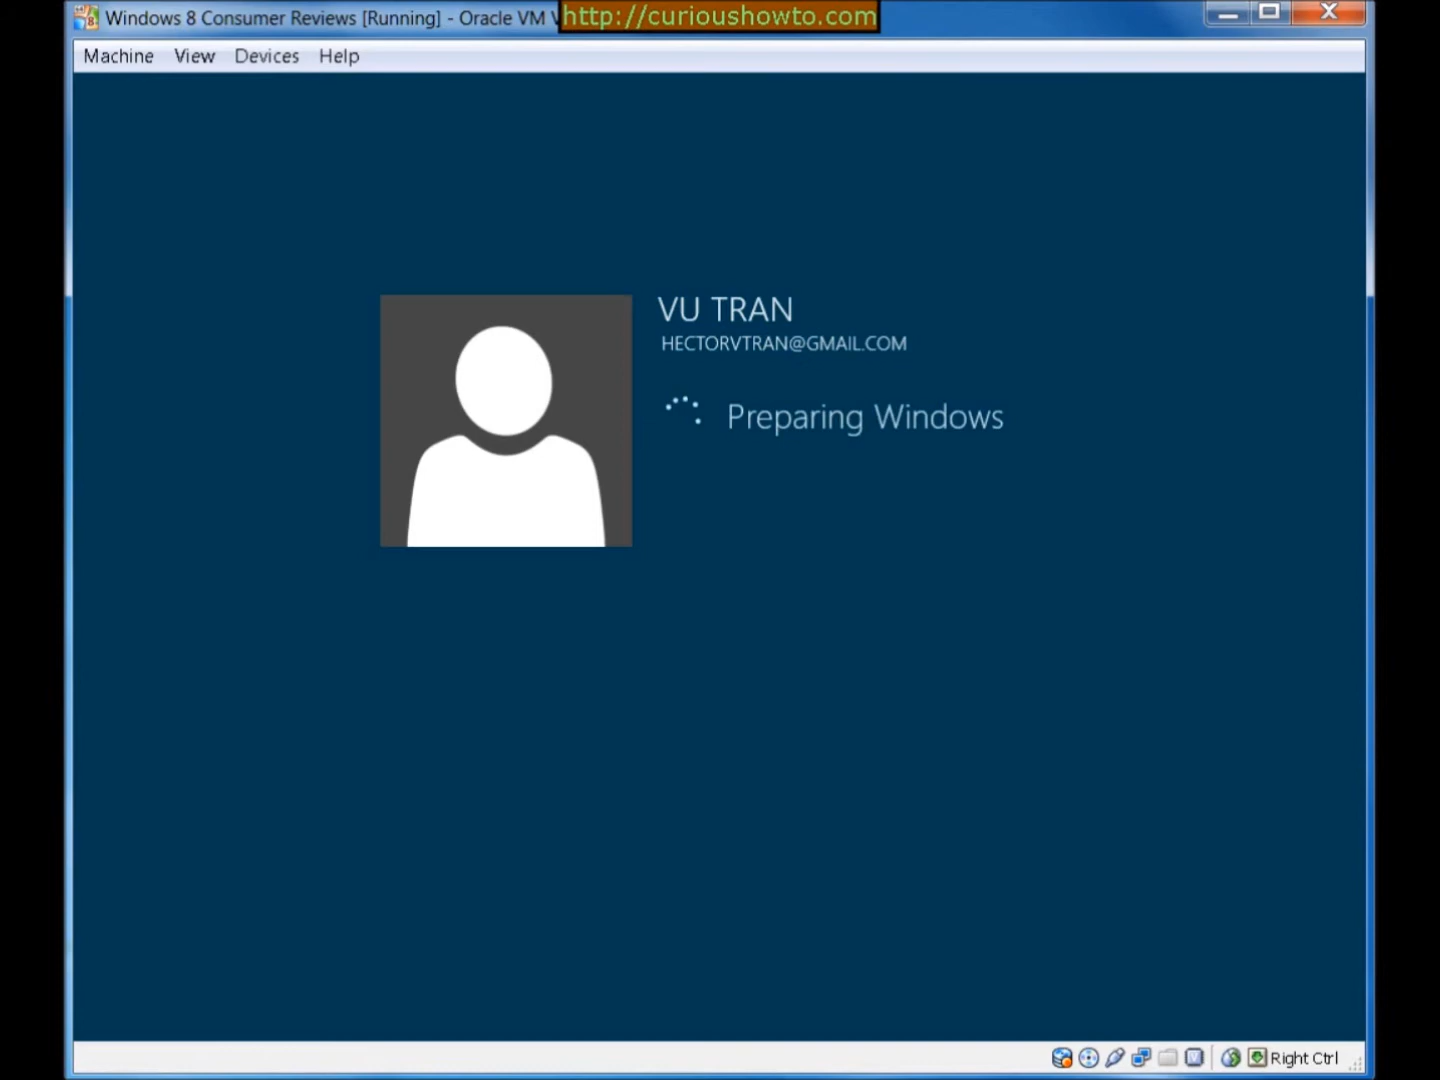 Windows 8 Consumer Reviews [Running] - Oracle VM
http://curioushowto.com
Machine View Devices Help
VU TRAN
HECTORVTRAN@GMAIL.COM
Preparing Windows
Right Ctrl